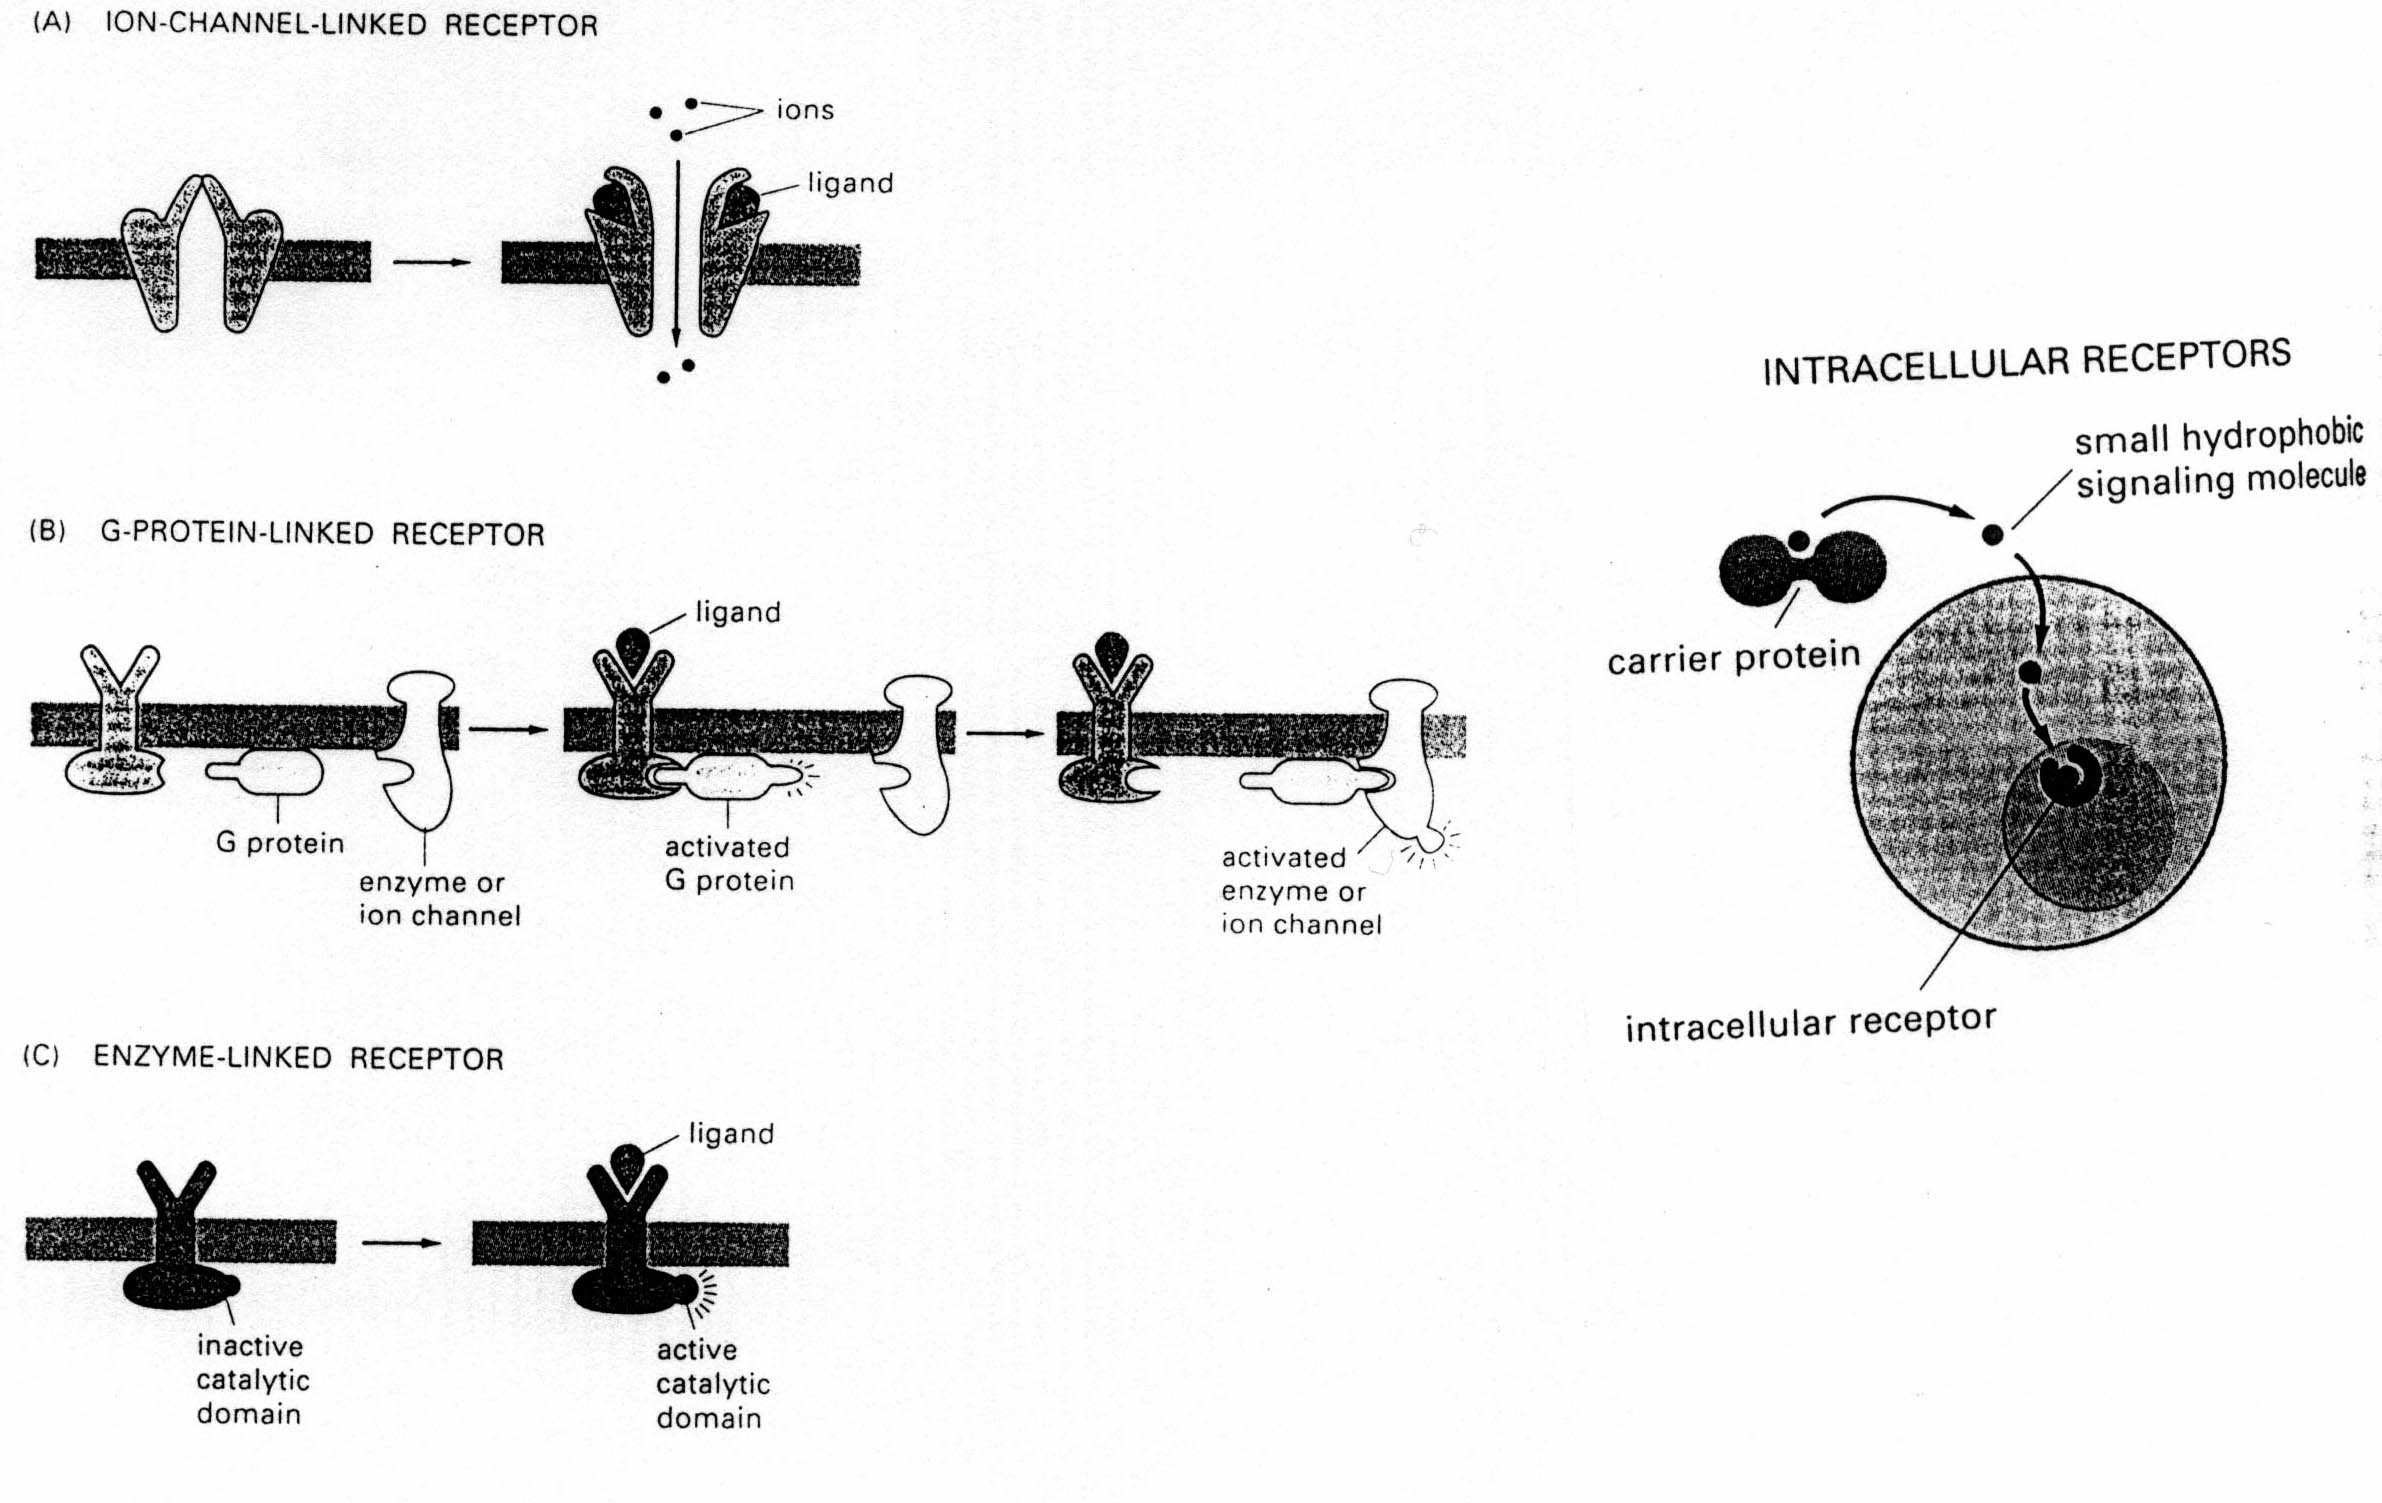 (A) ION-CHANNEL-LINKED RECEPTOR
ions
ligand
(B) G-PROTEIN-LINKED RECEPTOR
ligand
G protein
enzyme or
ion channel
activated
G protein
activated
enzyme or
ion channel
(C) ENZYME-LINKED RECEPTOR
ligand
inactive
catalytic
domain
active
catalytic
domain
INTRACELLULAR RECEPTORS
small hydrophobic
signaling molecule
carrier protein
intracellular receptor